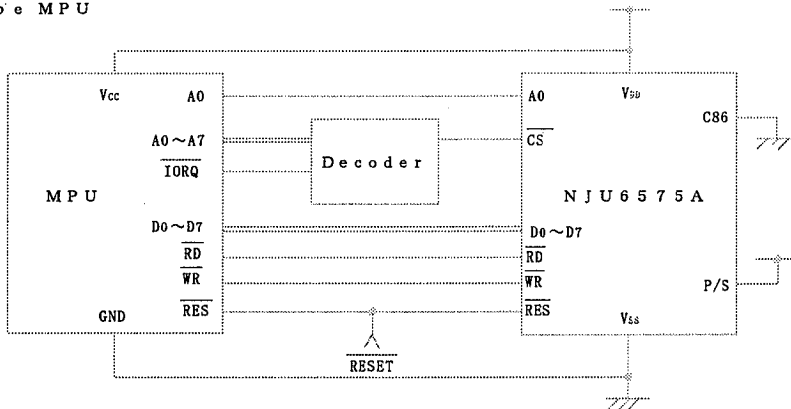 MPU
Vcc A0 A0 VDD
C86
A0～A7 CS
IORQ Decoder
MPU NJU6575A
D0～D7 D0～D7
RD RD
WR WR P/S
RES RES
GND VSS
RESET